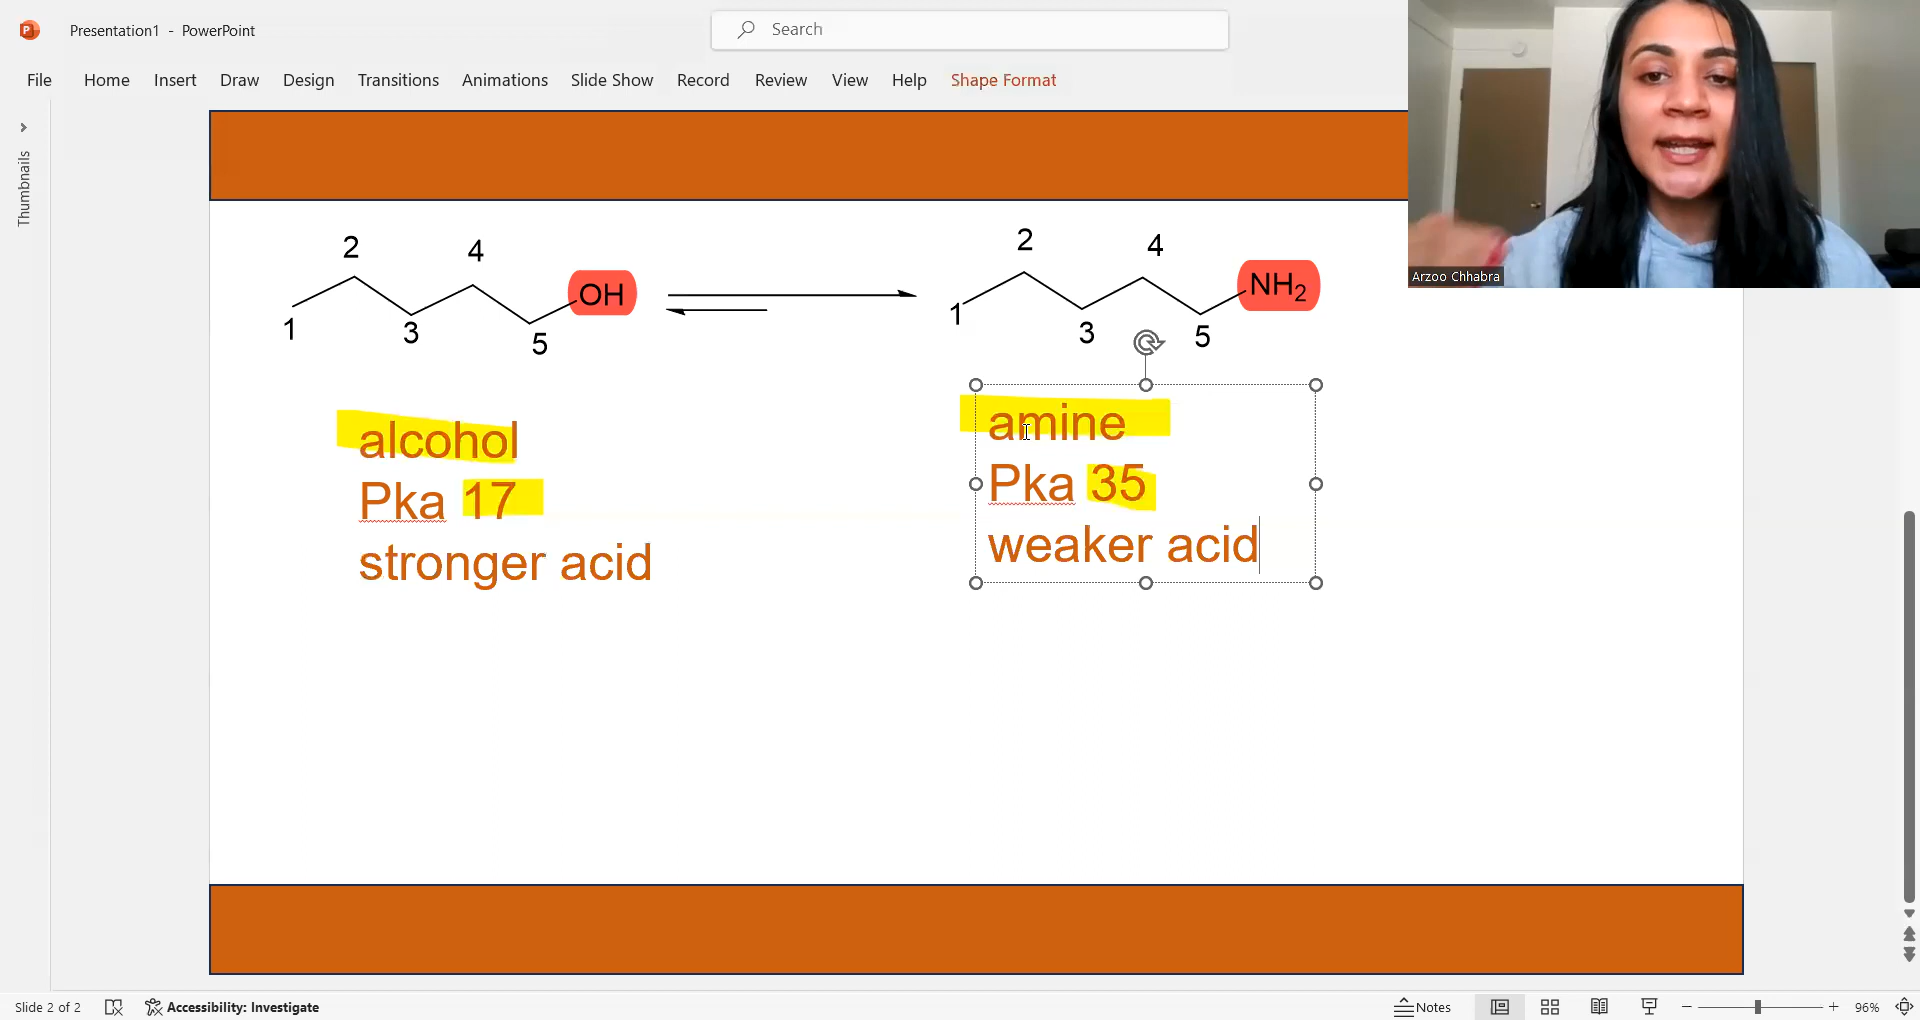 Presentation1 - PowerPoint
Search
File Home Insert Draw Design Transitions Animations Slide Show Record Review View Help Shape Format
Thumbnails
Arzoo Chhabra
2 4
OH
1 3 5
2 4
NH2
1 3 5
alcohol
Pka 17
stronger acid
amine
Pka 35
weaker acid
Slide 2 of 2 Accessibility: Investigate Notes 96%